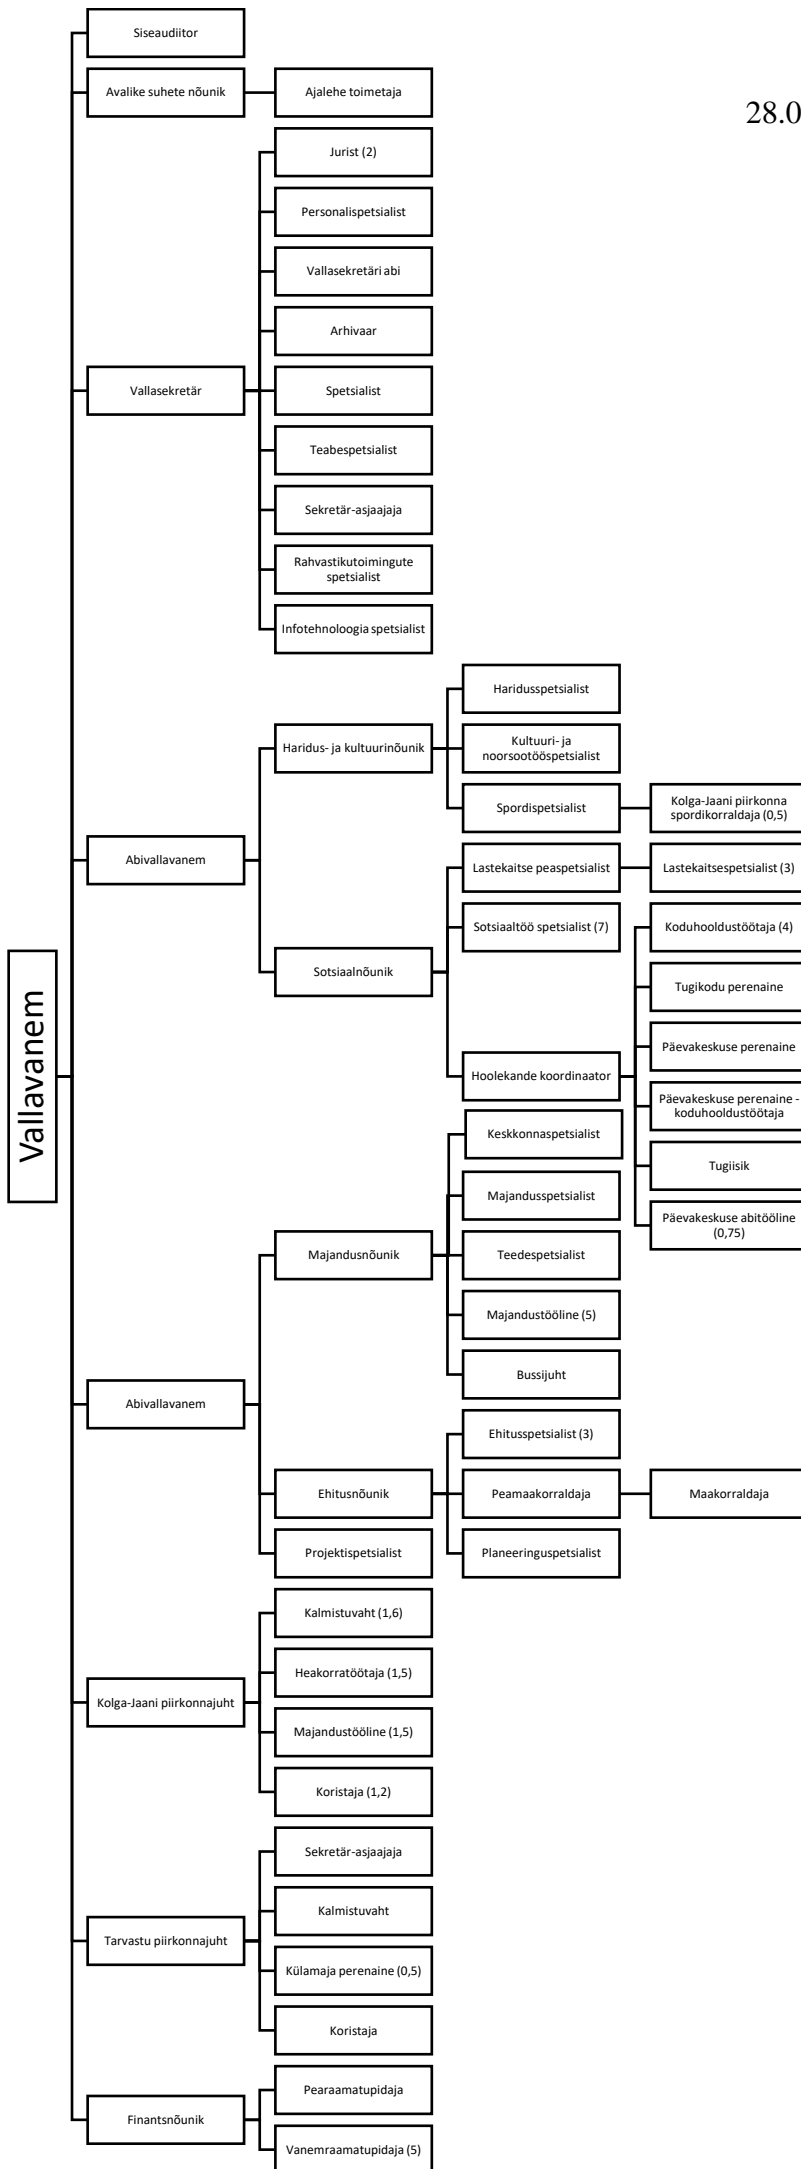 Siseaudiitor
Avalike suhete nõunik
Ajalehe toimetaja
28.0
Jurist (2)
Personalispetsialist
Vallasekretäri abi
Arhivaar
Vallasekretär
Spetsialist
Teabespetsialist
Sekretär-asjaajaja
Rahvastikutoimingute
spetsialist
Infotehnoloogia spetsialist
Haridusspetsialist
Haridus- ja kultuurinõunik
Kultuuri- ja
noorsootööspetsialist
Spordispetsialist
Kolga-Jaani piirkonna
spordikorraldaja (0,5)
Abivallavanem
Lastekaitse peaspetsialist
Lastekaitsespetsialist (3)
Sotsiaaltöö spetsialist (7)
Koduhooldustöötaja (4)
Sotsiaalnõunik
Tugikodu perenaine
Päevakeskuse perenaine
Vallavanem
Hoolekande koordinaator
Päevakeskuse perenaine -
koduhooldustöötaja
Keskkonnaspetsialist
Tugiisik
Majandusspetsialist
Päevakeskuse abitööline
(0,75)
Majandusnõunik
Teedespetsialist
Majandustööline (5)
Bussijuht
Abivallavanem
Ehitusspetsialist (3)
Ehitusnõunik
Peamaakorraldaja
Maakorraldaja
Projektispetsialist
Planeeringuspetsialist
Kalmistuvaht (1,6)
Heakorratöötaja (1,5)
Kolga-Jaani piirkonnajuht
Majandustööline (1,5)
Koristaja (1,2)
Sekretär-asjaajaja
Kalmistuvaht
Tarvastu piirkonnajuht
Külamaja perenaine (0,5)
Koristaja
Pearaamatupidaja
Finantsnõunik
Vanemraamatupidaja (5)